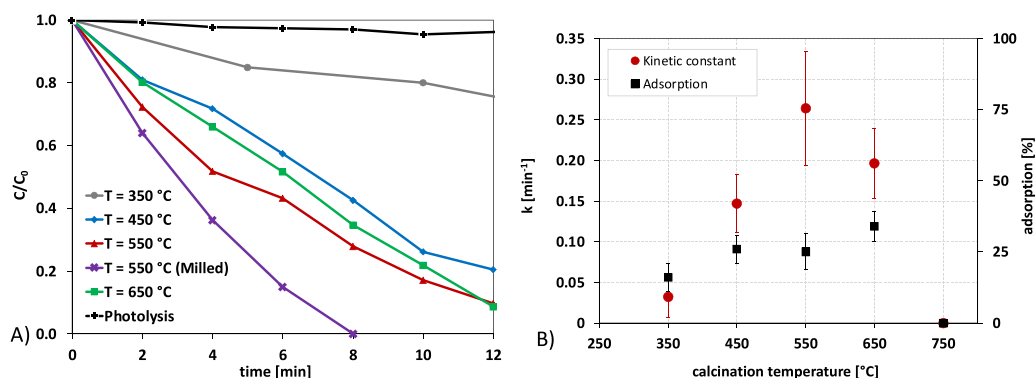 1.0
0.8
0.6
0.4
0.2
0.0
C/C₀
T = 350 °C
T = 450 °C
T = 550 °C
T = 550 °C (Milled)
T = 650 °C
Photolysis
A)
0 2 4 6 8 10 12
time [min]
0.35
0.30
0.25
0.20
0.15
0.10
0.05
0
k [min⁻¹]
Kinetic constant
Adsorption
100
75
50
25
0
adsorption [%]
B)
250 350 450 550 650 750
calcination temperature [°C]